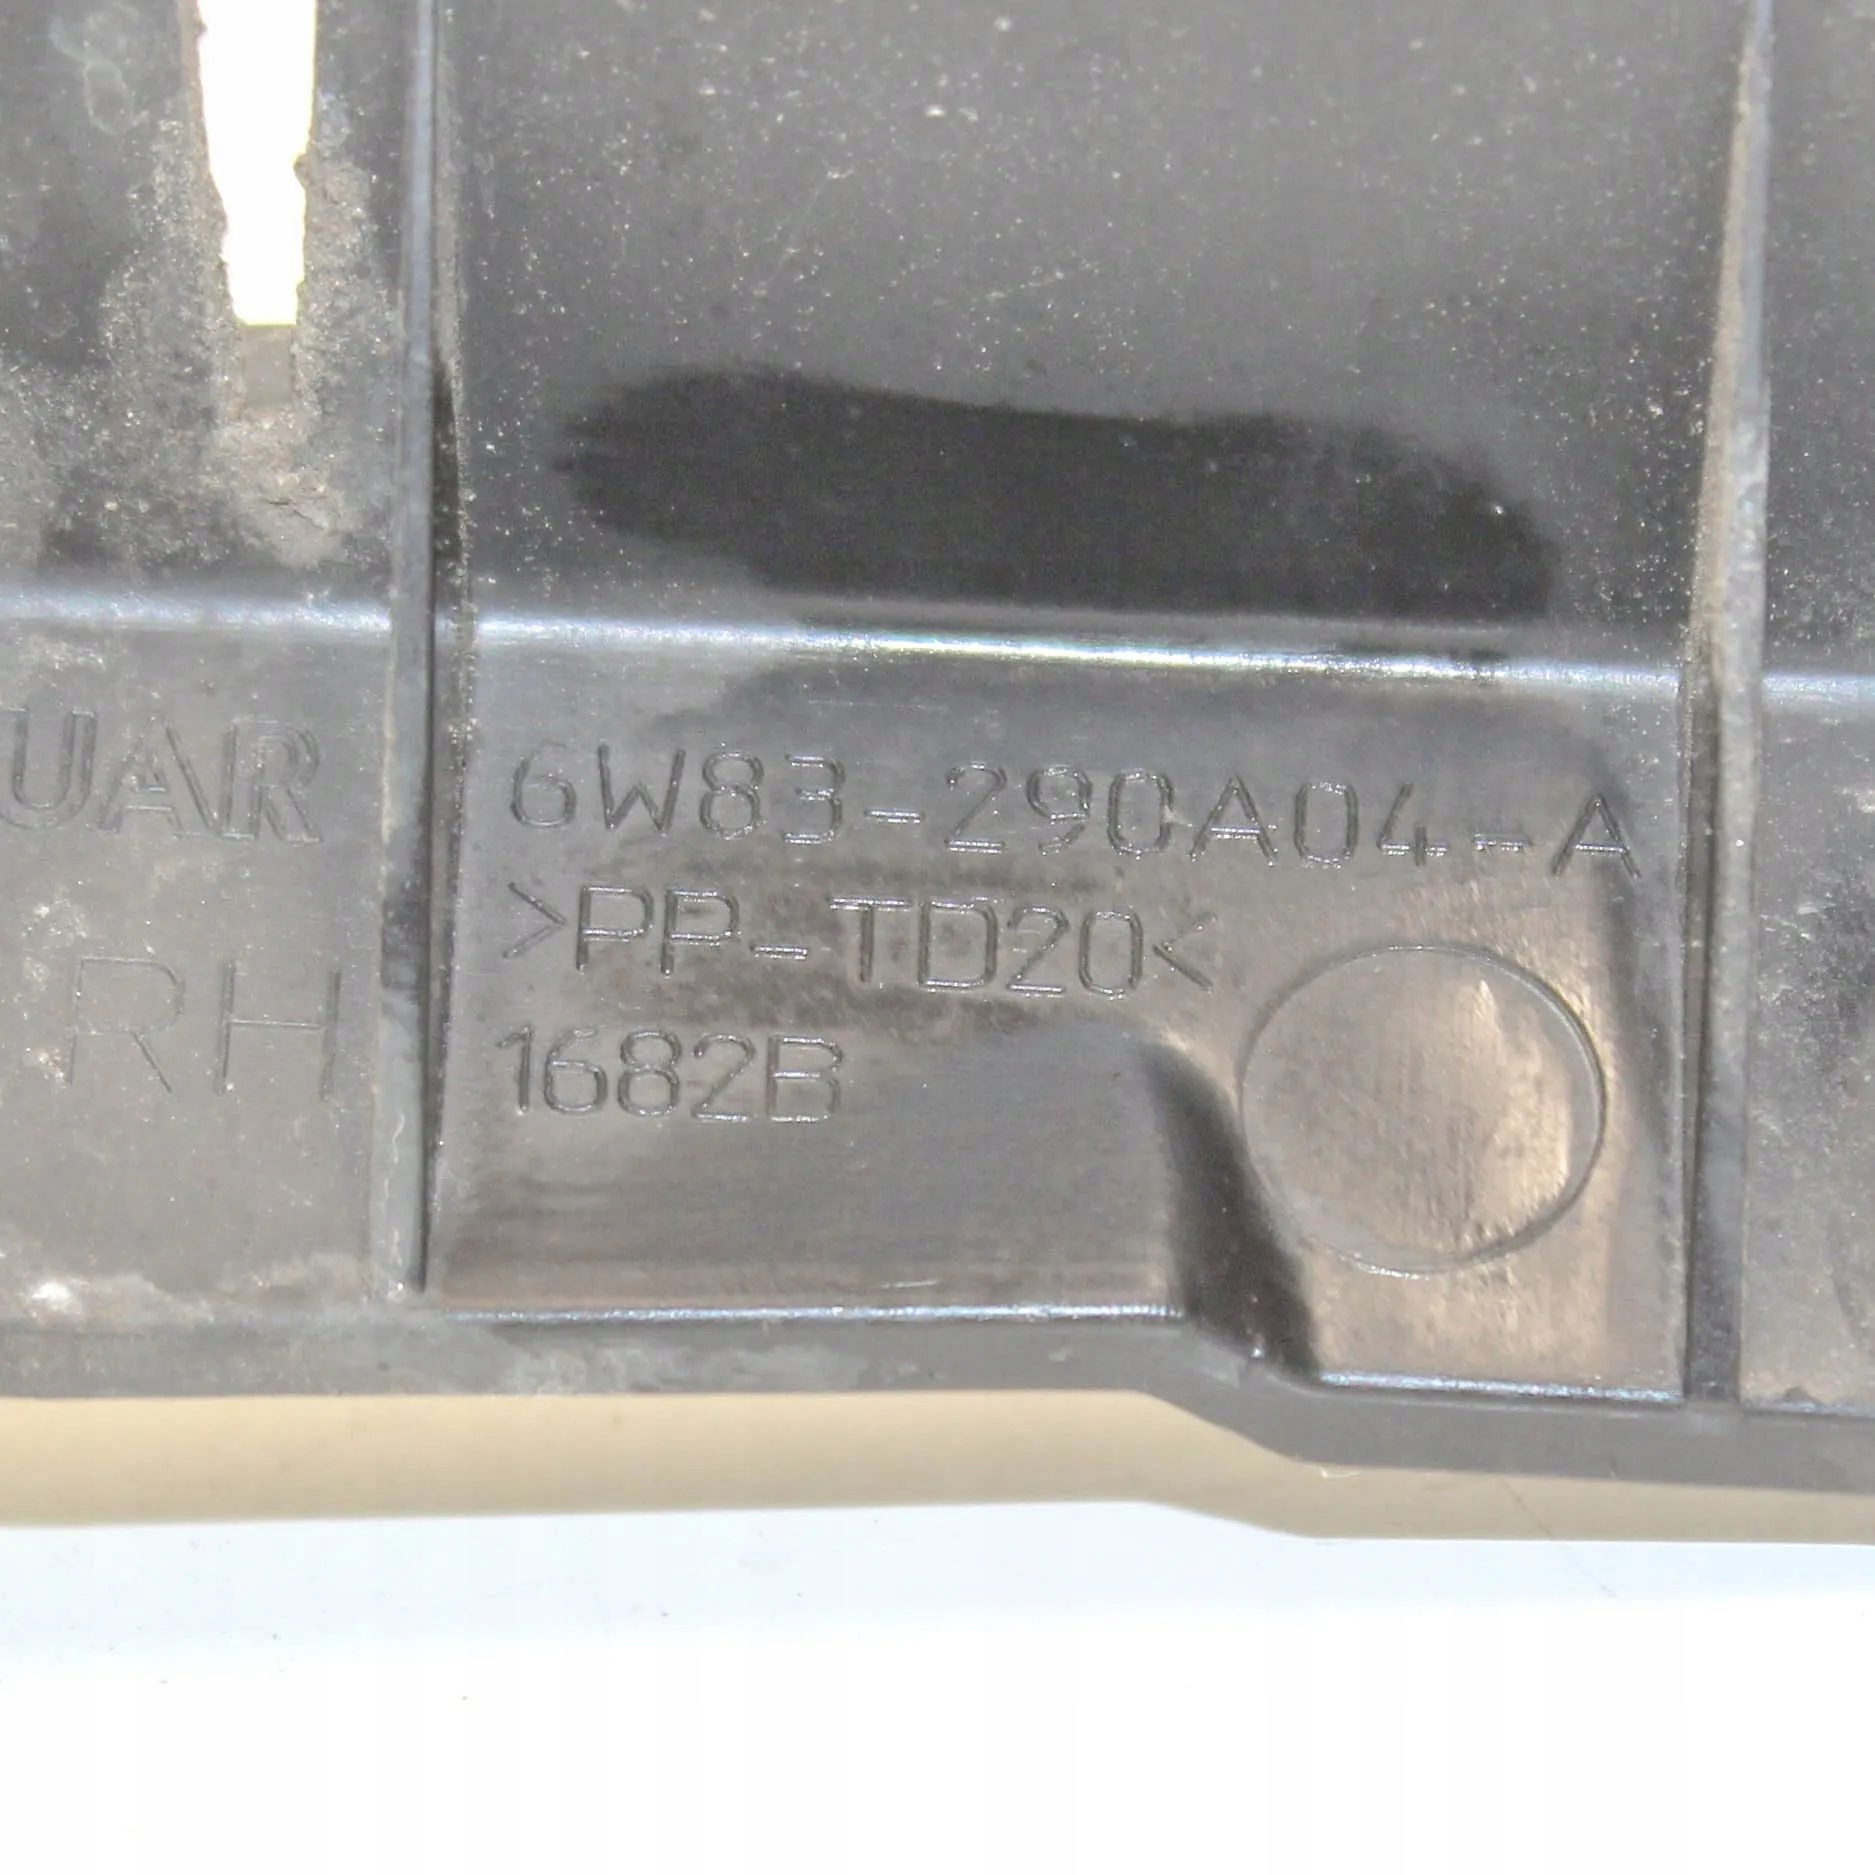 UAR
RH
6W83-290A04-A
>PP-TD20<
1682B